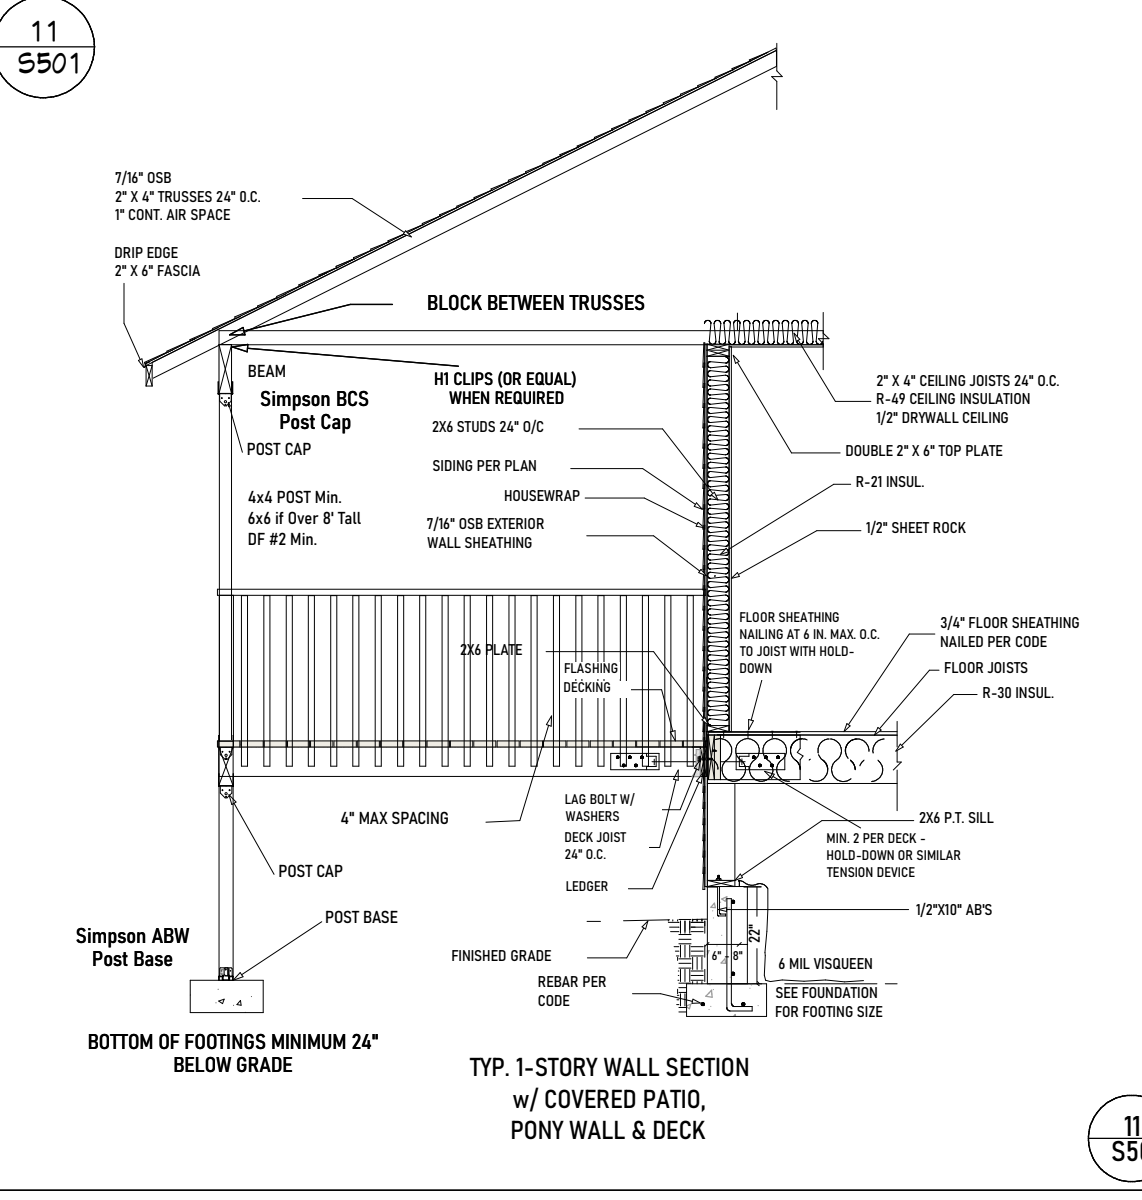 11
S501
7/16" OSB
2" X 4" TRUSSES 24" O.C.
1" CONT. AIR SPACE
DRIP EDGE
2" X 6" FASCIA
BLOCK BETWEEN TRUSSES
BEAM
Simpson BCS
Post Cap
POST CAP
4x4 POST Min.
6x6 if Over 8' Tall
DF #2 Min.
H1 CLIPS (OR EQUAL)
WHEN REQUIRED
2X6 STUDS 24" O/C
SIDING PER PLAN
HOUSEWRAP
7/16" OSB EXTERIOR
WALL SHEATHING
2" X 4" CEILING JOISTS 24" O.C.
R-49 CEILING INSULATION
1/2" DRYWALL CEILING
DOUBLE 2" X 6" TOP PLATE
R-21 INSUL.
1/2" SHEET ROCK
FLOOR SHEATHING
NAILING AT 6 IN. MAX. O.C.
TO JOIST WITH HOLD-
DOWN
3/4" FLOOR SHEATHING
NAILED PER CODE
FLOOR JOISTS
R-30 INSUL.
2X6 PLATE
FLASHING
DECKING
4" MAX SPACING
LAG BOLT W/
WASHERS
DECK JOIST
24" O.C.
LEDGER
2X6 P.T. SILL
MIN. 2 PER DECK -
HOLD-DOWN OR SIMILAR
TENSION DEVICE
1/2"X10" AB'S
POST CAP
POST BASE
Simpson ABW
Post Base
FINISHED GRADE
REBAR PER
CODE
6" - 8"
22"
6 MIL VISQUEEN
SEE FOUNDATION
FOR FOOTING SIZE
BOTTOM OF FOOTINGS MINIMUM 24"
BELOW GRADE
TYP. 1-STORY WALL SECTION
w/ COVERED PATIO,
PONY WALL & DECK
11